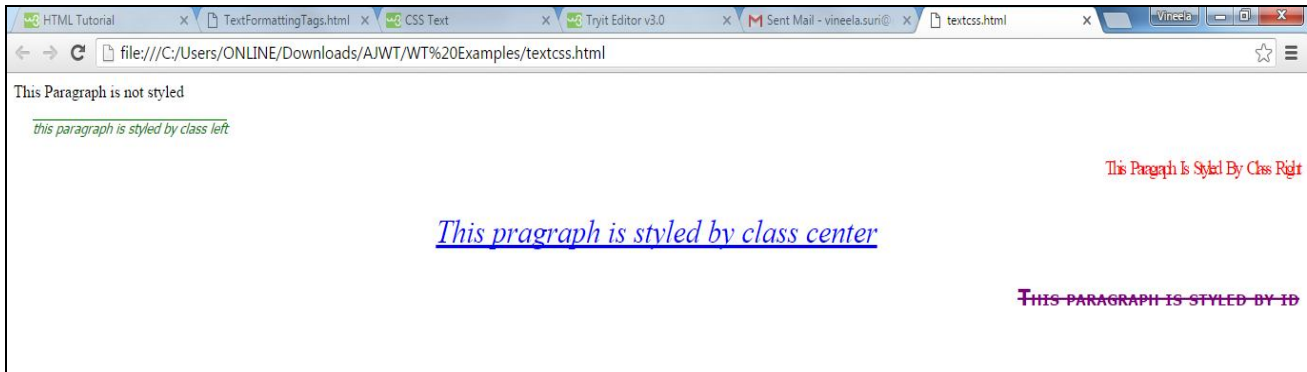 HTML Tutorial
TextFormattingTags.html
CSS Text
Tryit Editor v3.0
Sent Mail - vineela.suri@
textcss.html
Vineela
file:///C:/Users/ONLINE/Downloads/AJWT/WT%20Examples/textcss.html
This Paragraph is not styled
this paragraph is styled by class left
This Paragraph Is Styled By Class Right
This pragraph is styled by class center
This paragraph is styled by id